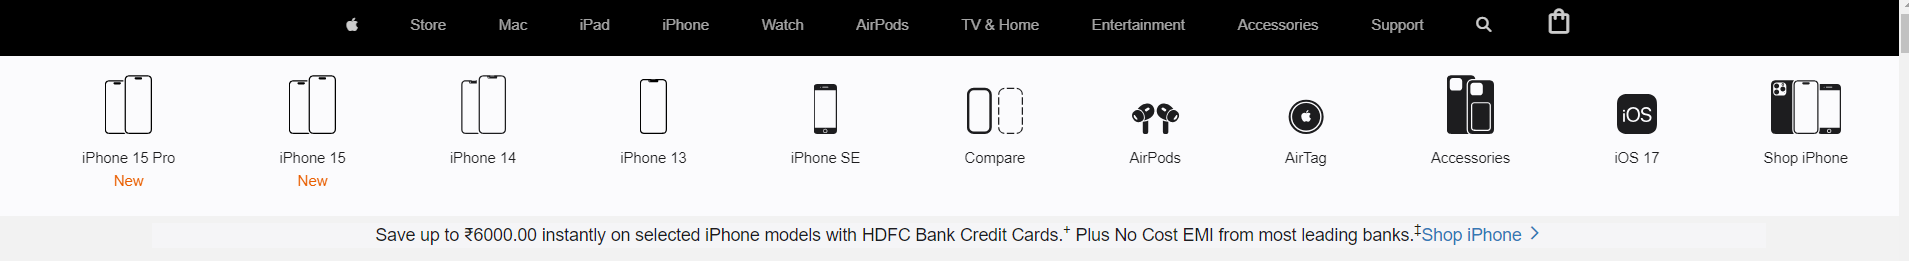 Store Mac iPad iPhone Watch AirPods TV & Home Entertainment Accessories Support
iOS
iPhone 15 Pro iPhone 15 iPhone 14 iPhone 13 iPhone SE Compare AirPods AirTag Accessories iOS 17 Shop iPhone
New New
Save up to ₹6000.00 instantly on selected iPhone models with HDFC Bank Credit Cards.+ Plus No Cost EMI from most leading banks.‡Shop iPhone >